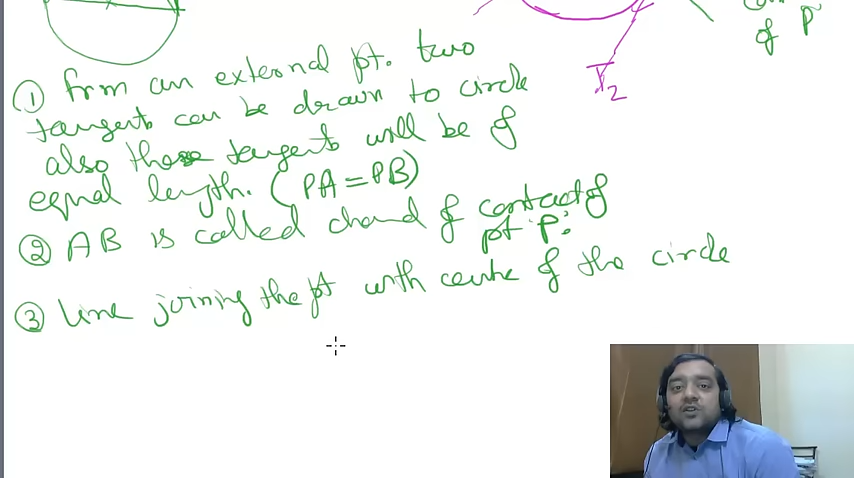 of P
T2
① from an external pt. two
tangents can be drawn to circle
also these tangents will be of
equal length. (PA = PB)
② AB is called chord of contact of
pt 'P'.
③ Line joining the pt with centre of the circle